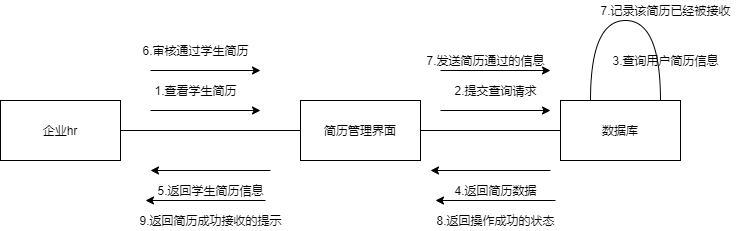 7.记录该简历已经被接收
6.审核通过学生简历
7.发送简历通过的信息
3.查询用户简历信息
1.查看学生简历
2.提交查询请求
企业hr
简历管理界面
数据库
5.返回学生简历信息
4.返回简历数据
9.返回简历成功接收的提示
8.返回操作成功的状态